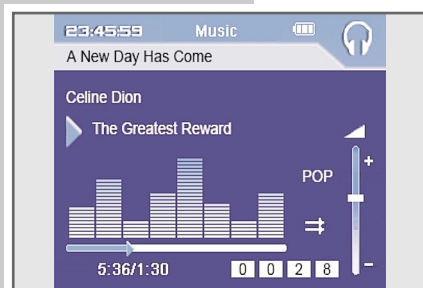 23:45:59 Music
A New Day Has Come
Celine Dion
The Greatest Reward
POP
+
5:36/1:30 0 0 2 8 -